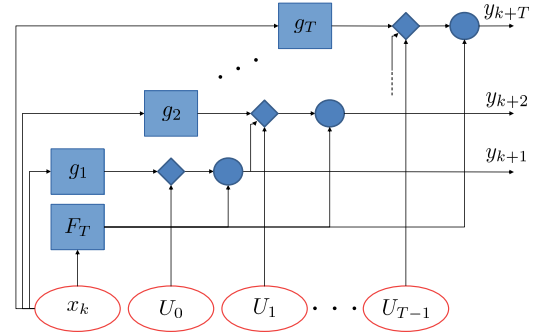 g_T
y_{k+T}
g_2
y_{k+2}
g_1
y_{k+1}
F_T
x_k
U_0
U_1
U_{T-1}